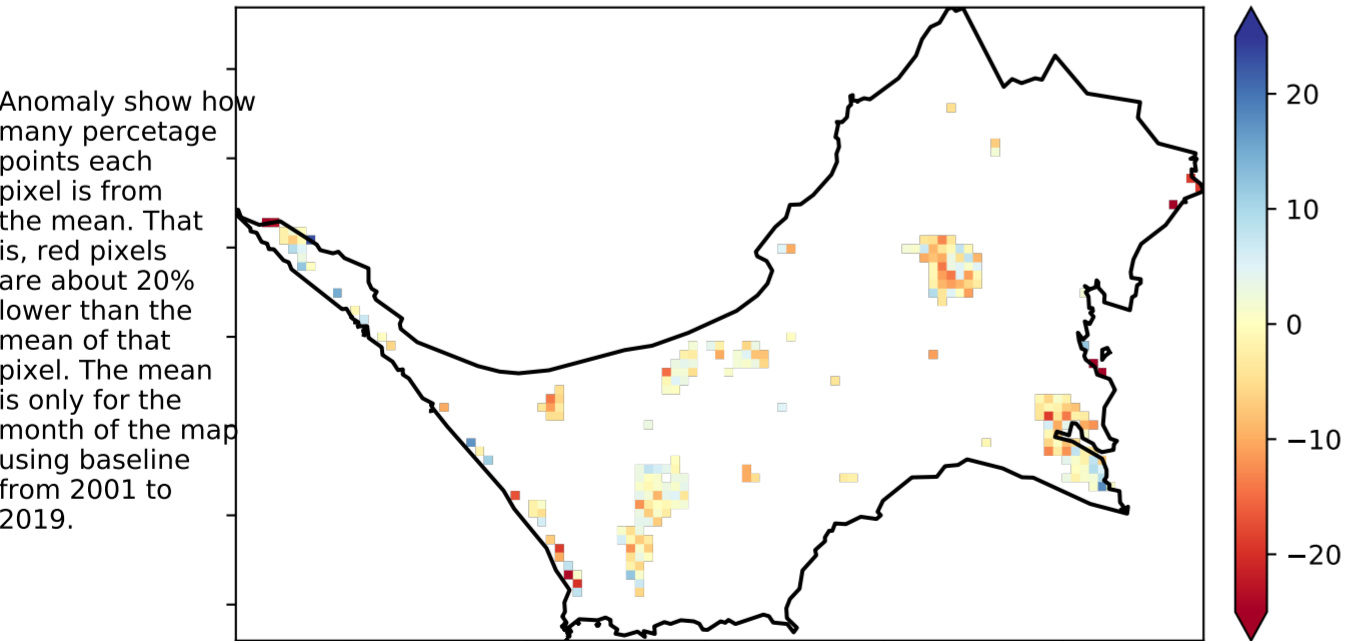 Anomaly show how
many percetage
points each
pixel is from
the mean. That
is, red pixels
are about 20%
lower than the
mean of that
pixel. The mean
is only for the
month of the map
using baseline
from 2001 to
2019.
20
10
0
−10
−20